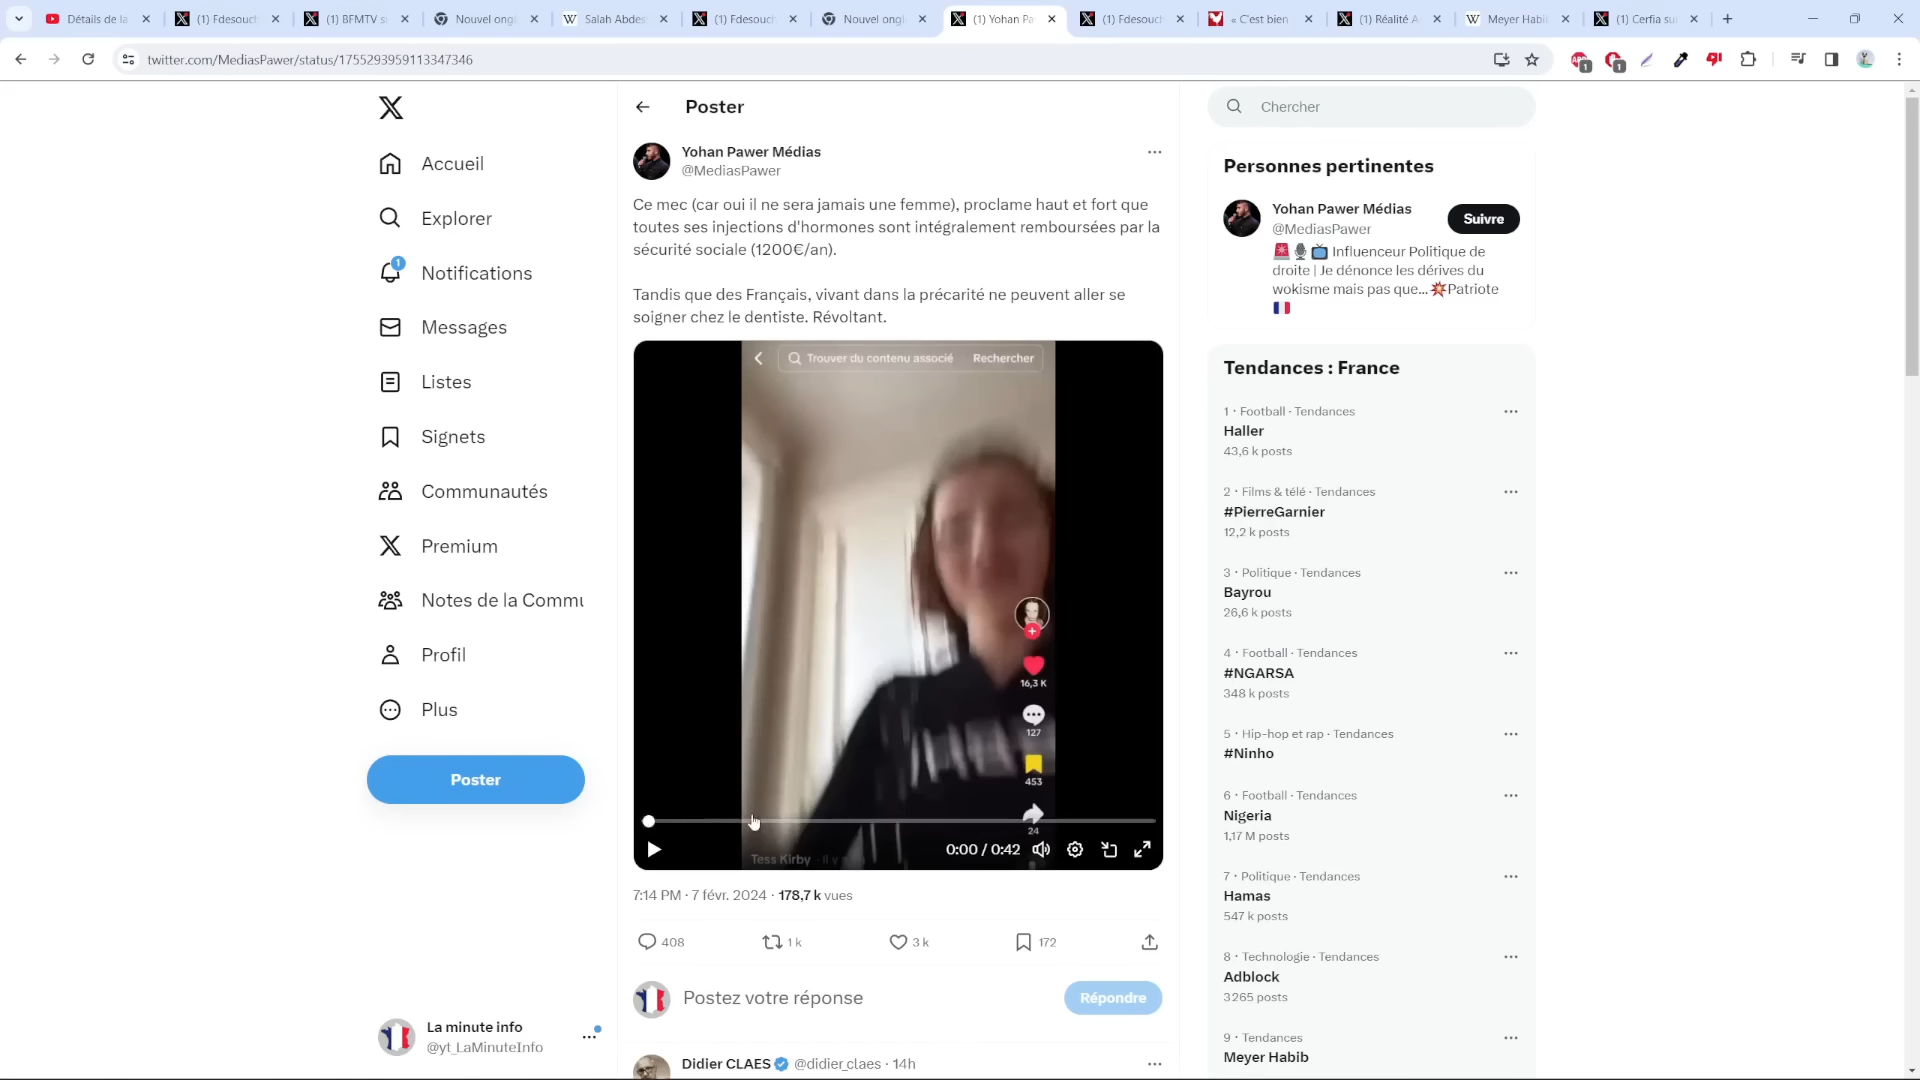 Détails de la
(1) Fdesouch
(1) BFMTV s
Nouvel ongl
Salah Abdes
(1) Fdesouch
Nouvel ongl
(1) Yohan Pa
(1) Fdesouch
« C'est bien
(1) Réalité A
Meyer Habi
(1) Cerfia su
twitter.com/MediasPawer/status/1755293959113347346
1
1
Accueil
Explorer
1
Notifications
Messages
Listes
Signets
Communautés
Premium
Notes de la Commu
Profil
Plus
Poster
La minute info
@yt_LaMinuteInfo
Poster
Yohan Pawer Médias
@MediasPawer
Ce mec (car oui il ne sera jamais une femme), proclame haut et fort que
toutes ses injections d'hormones sont intégralement remboursées par la
sécurité sociale (1200€/an).
Tandis que des Français, vivant dans la précarité ne peuvent aller se
soigner chez le dentiste. Révoltant.
Trouver du contenu associé Rechercher
16,3 K
127
453
24
0:00 / 0:42
Tess Kirby
7:14 PM · 7 févr. 2024 · 178,7 k vues
408 1 k 3 k 172
Postez votre réponse
Répondre
Didier CLAES @didier_claes · 14h
Chercher
Personnes pertinentes
Yohan Pawer Médias
@MediasPawer
Suivre
Influenceur Politique de
droite | Je dénonce les dérives du
wokisme mais pas que... Patriote
Tendances : France
1 · Football · Tendances
Haller
43,6 k posts
2 · Films & télé · Tendances
#PierreGarnier
12,2 k posts
3 · Politique · Tendances
Bayrou
26,6 k posts
4 · Football · Tendances
#NGARSA
348 k posts
5 · Hip-hop et rap · Tendances
#Ninho
6 · Football · Tendances
Nigeria
1,17 M posts
7 · Politique · Tendances
Hamas
547 k posts
8 · Technologie · Tendances
Adblock
3 265 posts
9 · Tendances
Meyer Habib